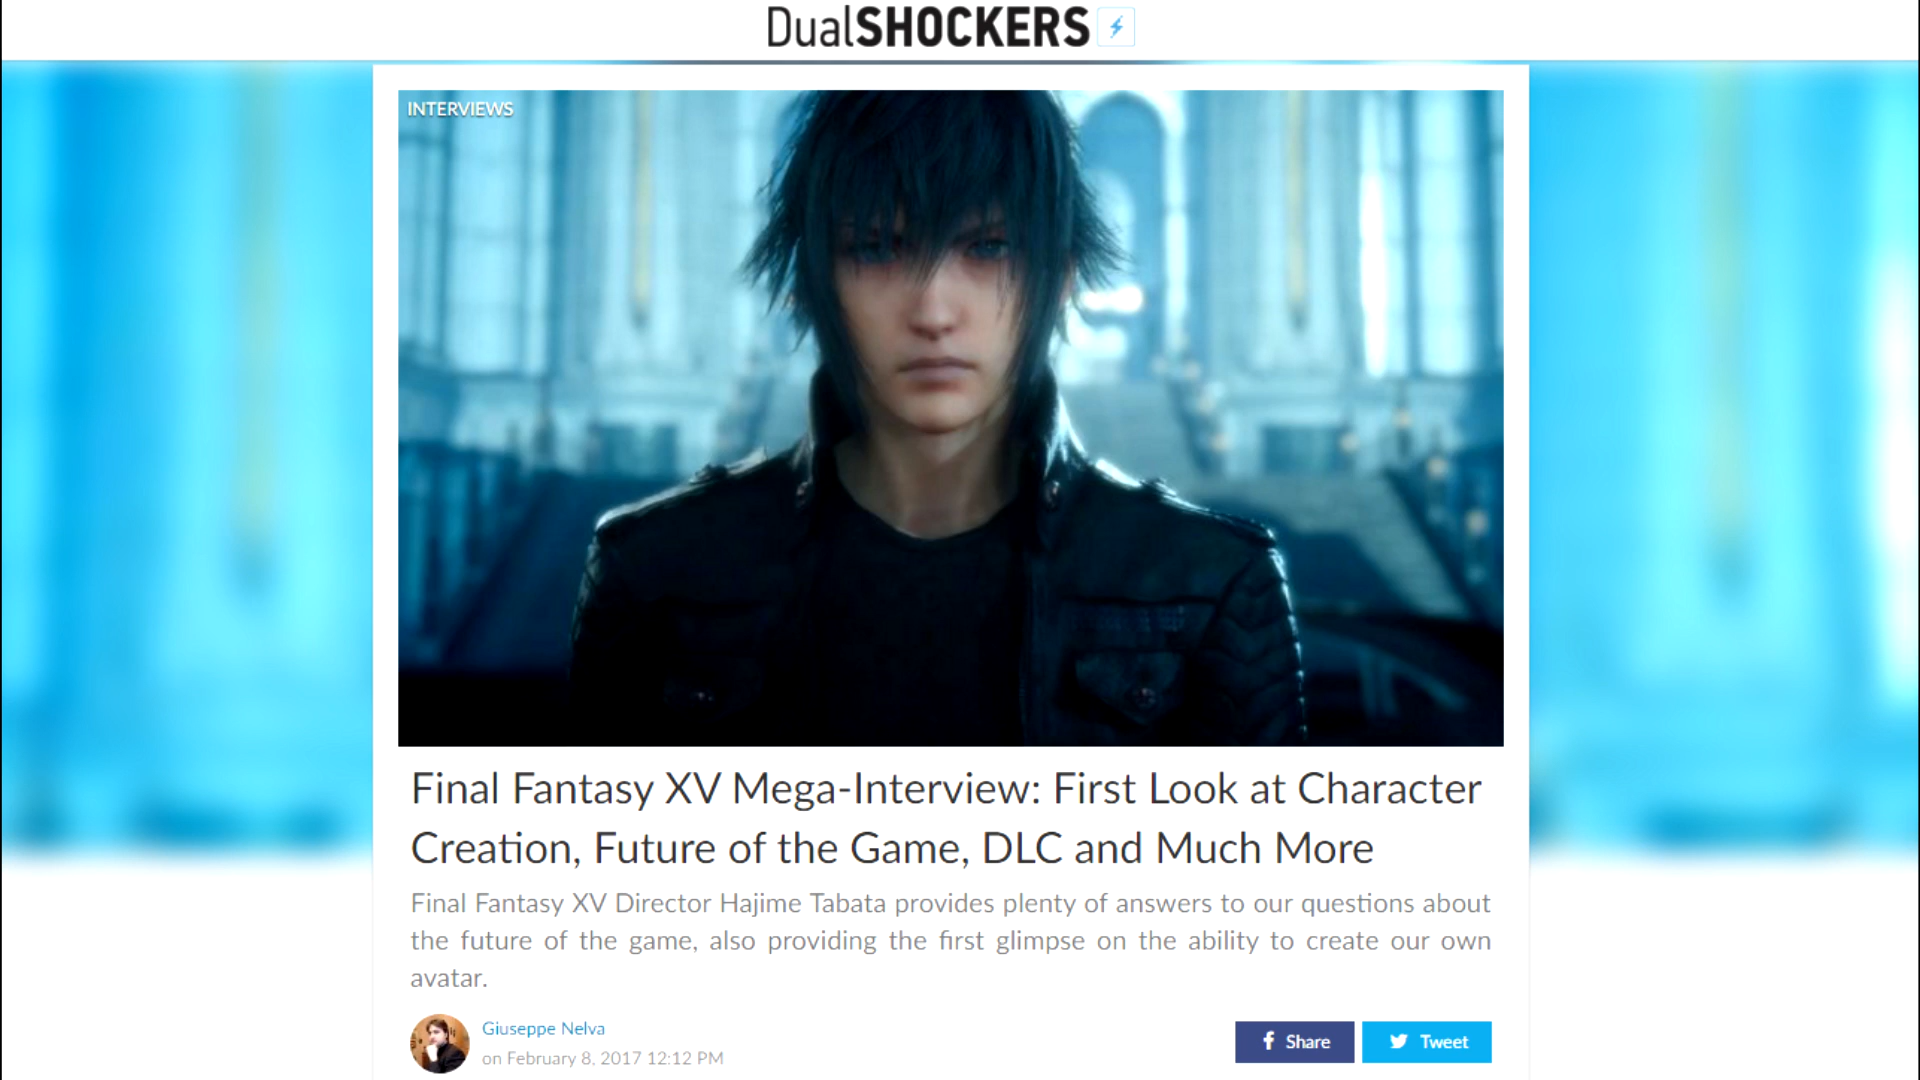 DualSHOCKERS
INTERVIEWS
Final Fantasy XV Mega-Interview: First Look at Character
Creation, Future of the Game, DLC and Much More
Final Fantasy XV Director Hajime Tabata provides plenty of answers to our questions about
the future of the game, also providing the first glimpse on the ability to create our own
avatar.
Giuseppe Nelva
on February 8, 2017 12:12 PM
Share
Tweet